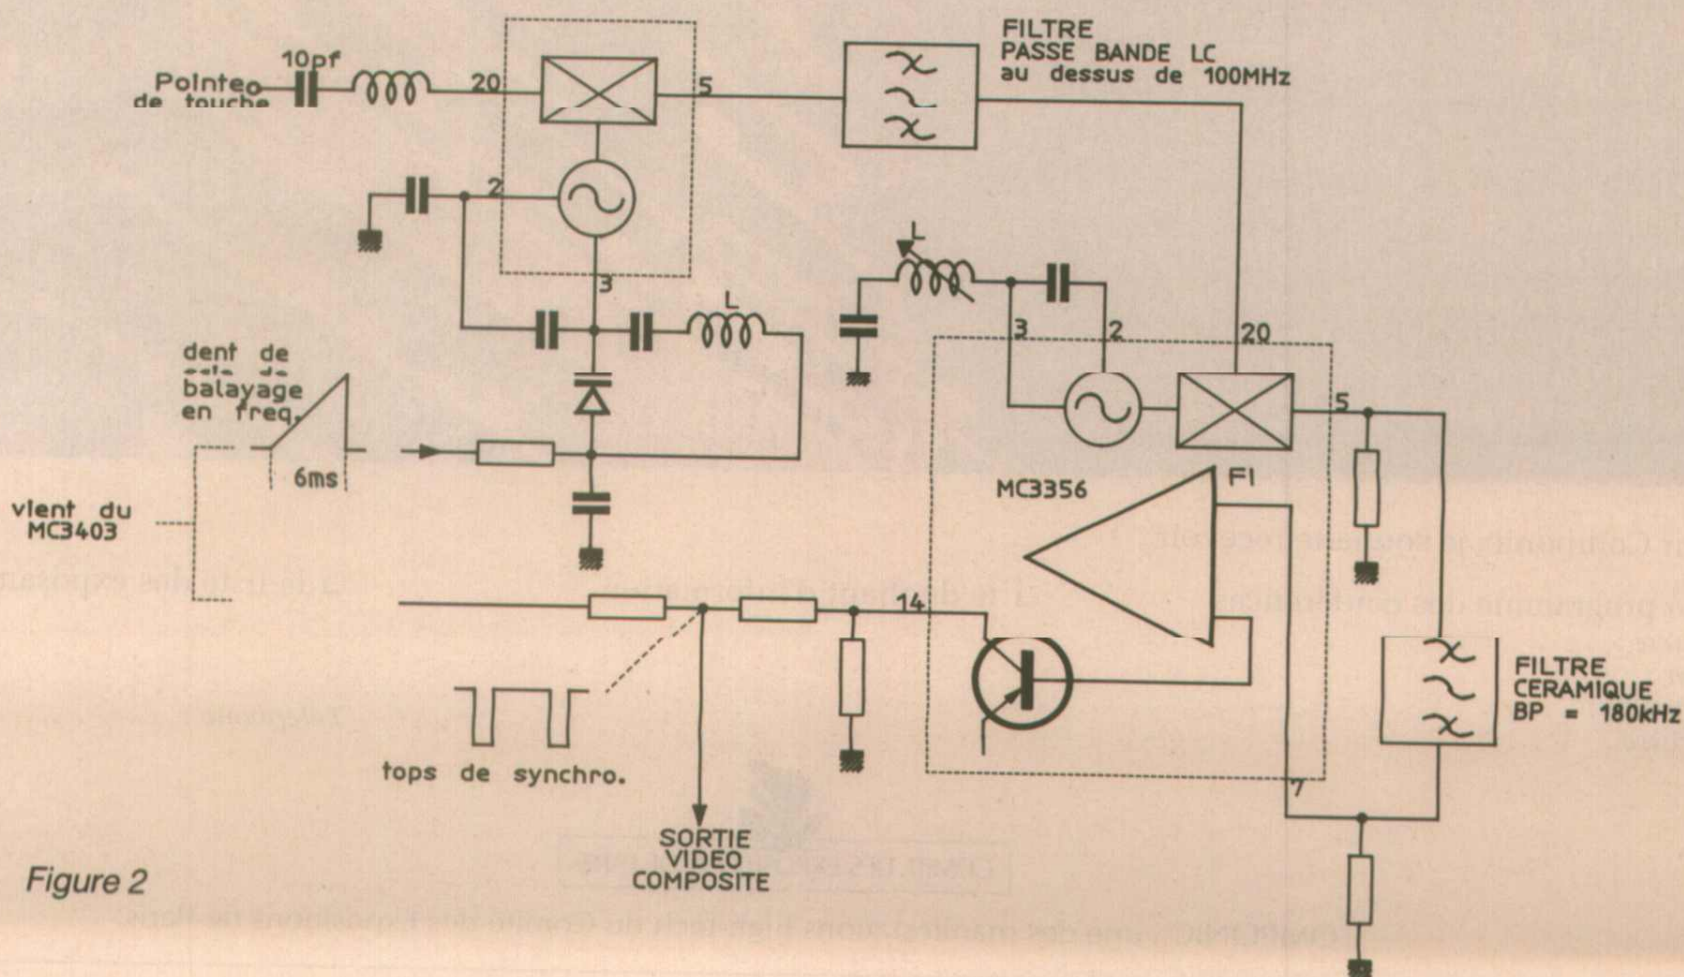 FILTRE
PASSE BANDE LC
au dessus de 100MHz
10pf
Pointe
de touche
20
5
2
3
L
L
3
2
20
5
dent de
balayage
en freq.
6ms
vient du
MC3403
MC3356
FI
14
7
FILTRE
CERAMIQUE
BP = 180kHz
tops de synchro.
SORTIE
VIDEO
COMPOSITE
Figure 2